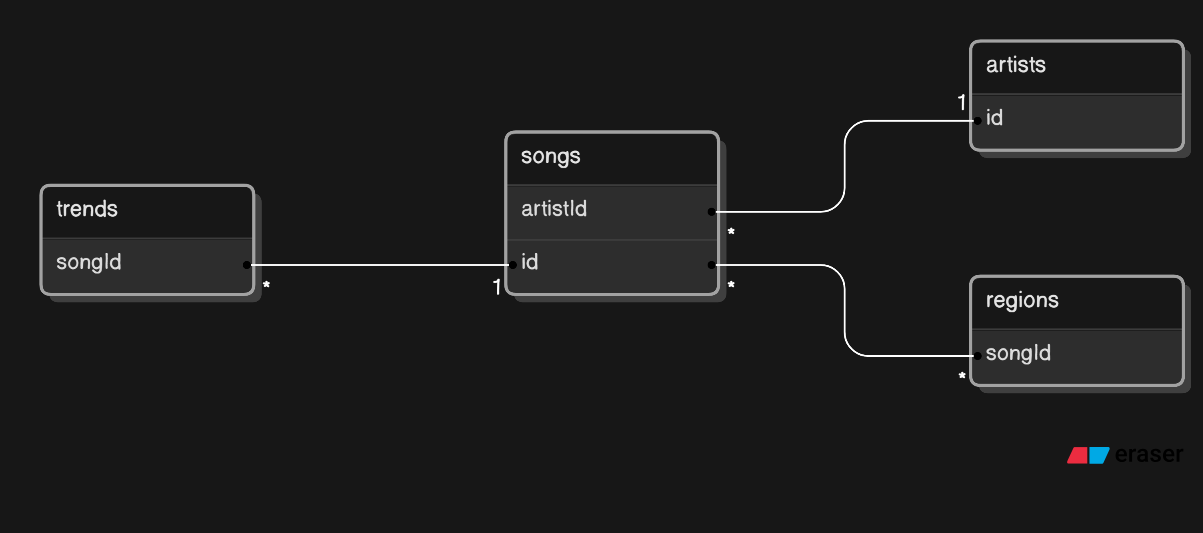 artists
1
id
songs
artistId
*
trends
songId
*
1
id
*
regions
songId
*
eraser